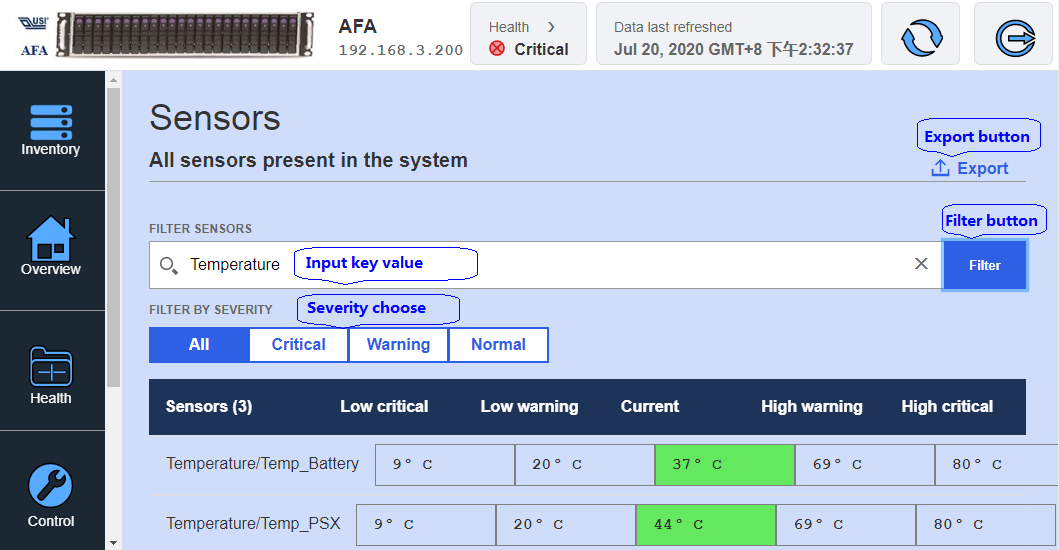 USI
AFA
AFA
192.168.3.200
Health >
Critical
Data last refreshed
Jul 20, 2020 GMT+8 下午2:32:37
Inventory
Overview
Health
Control
Sensors
All sensors present in the system
Export button
Export
FILTER SENSORS
Filter button
Temperature
Input key value
Filter
FILTER BY SEVERITY
Severity choose
All Critical Warning Normal
Sensors (3) Low critical Low warning Current High warning High critical
Temperature/Temp_Battery 9° C 20° C 37° C 69° C 80° C
Temperature/Temp_PSX 9° C 20° C 44° C 69° C 80° C